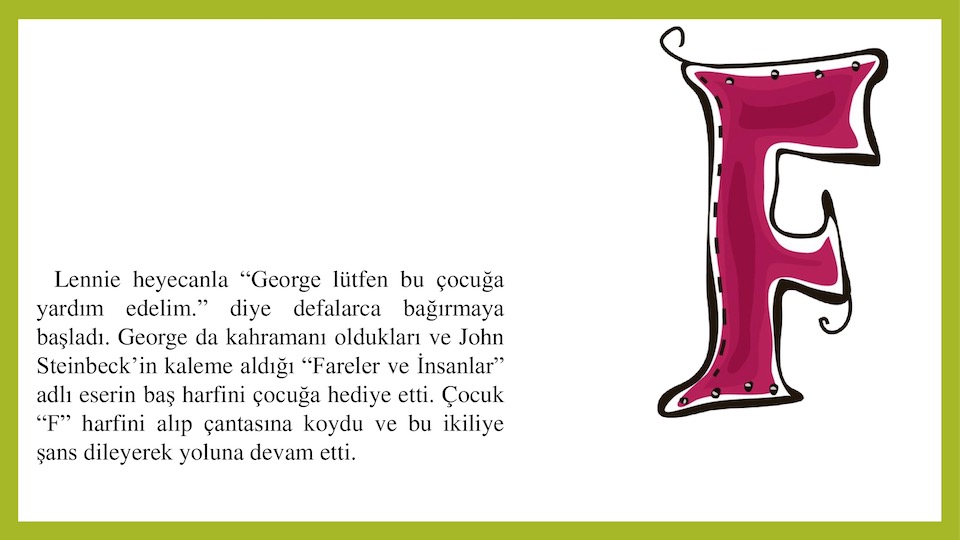 Lennie heyecanla “George lütfen bu çocuğa
yardım edelim.” diye defalarca bağırmaya
başladı. George da kahramanı oldukları ve John
Steinbeck’in kaleme aldığı “Fareler ve İnsanlar”
adlı eserin baş harfini çocuğa hediye etti. Çocuk
“F” harfini alıp çantasına koydu ve bu ikiliye
şans dileyerek yoluna devam etti.
F